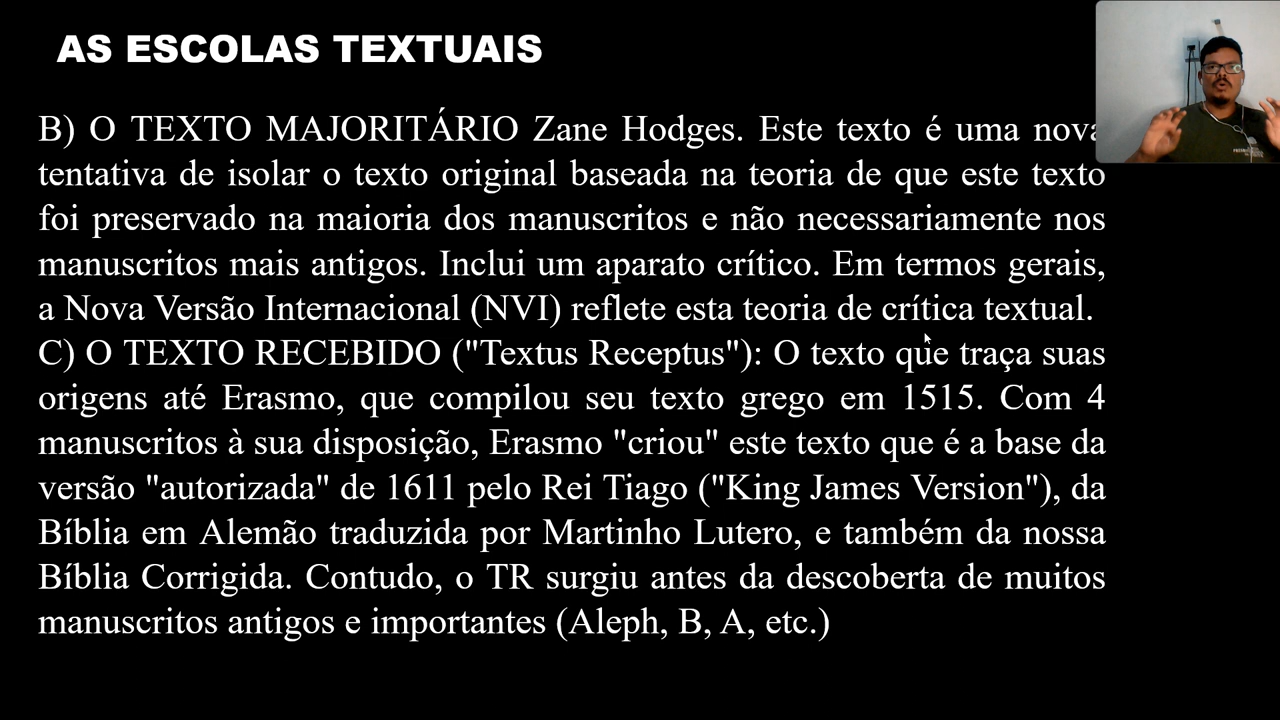 AS ESCOLAS TEXTUAIS
B) O TEXTO MAJORITÁRIO Zane Hodges. Este texto é uma nova
tentativa de isolar o texto original baseada na teoria de que este texto
foi preservado na maioria dos manuscritos e não necessariamente nos
manuscritos mais antigos. Inclui um aparato crítico. Em termos gerais,
a Nova Versão Internacional (NVI) reflete esta teoria de crítica textual.
C) O TEXTO RECEBIDO ("Textus Receptus"): O texto que traça suas
origens até Erasmo, que compilou seu texto grego em 1515. Com 4
manuscritos à sua disposição, Erasmo "criou" este texto que é a base da
versão "autorizada" de 1611 pelo Rei Tiago ("King James Version"), da
Bíblia em Alemão traduzida por Martinho Lutero, e também da nossa
Bíblia Corrigida. Contudo, o TR surgiu antes da descoberta de muitos
manuscritos antigos e importantes (Aleph, B, A, etc.)